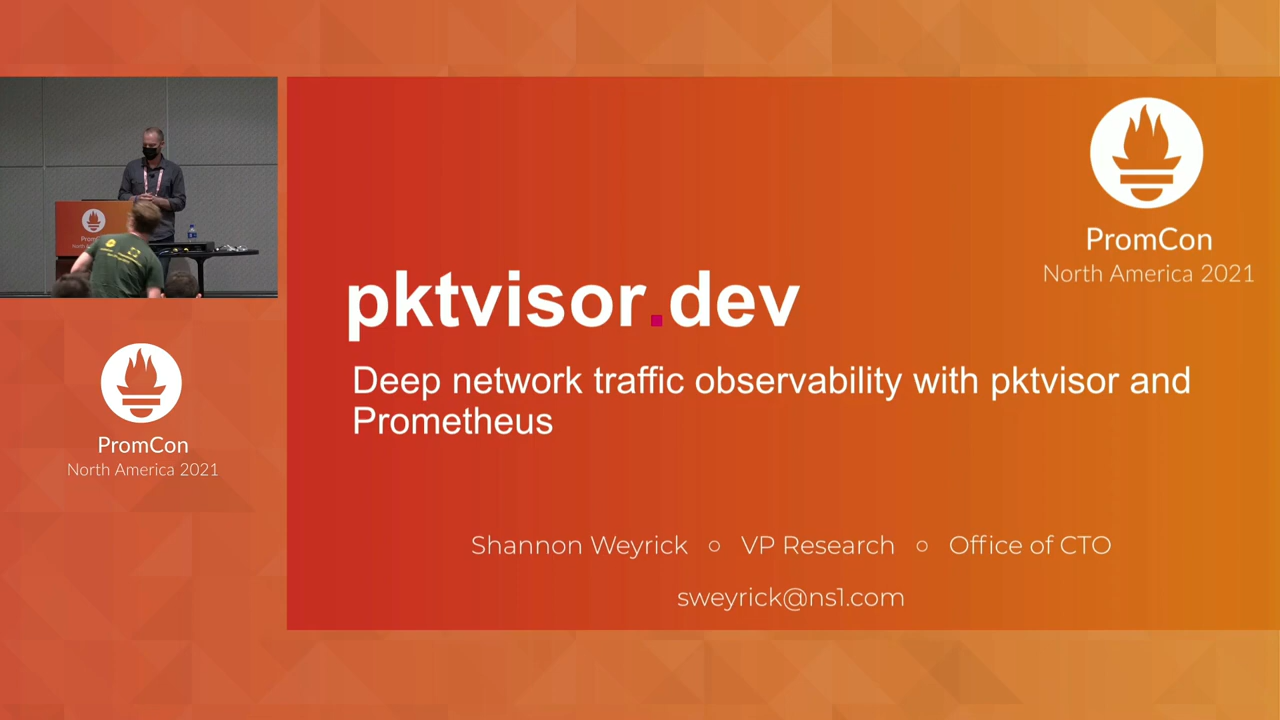 PromCon
North America 2021
pktvisor.dev
Deep network traffic observability with pktvisor and
Prometheus
Shannon Weyrick ○ VP Research ○ Office of CTO
sweyrick@ns1.com
PromCon
North America 2021